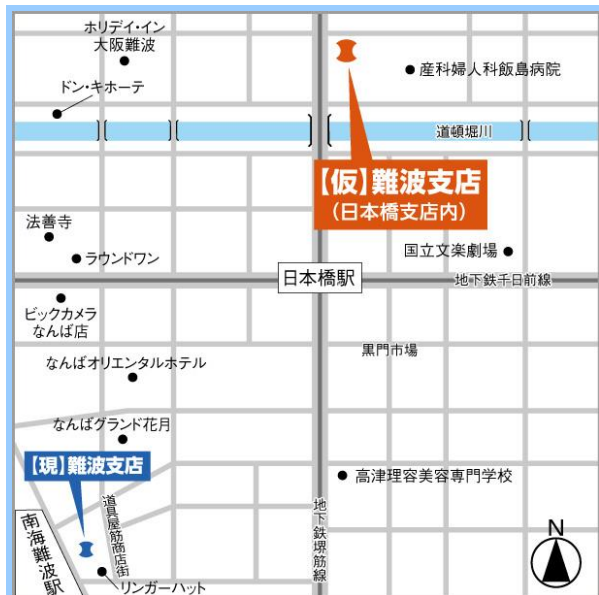 ホリデイ・イン
大阪難波
産科婦人科飯島病院
ドン・キホーテ
道頓堀川
【仮】難波支店
(日本橋支店内)
法善寺
ラウンドワン
国立文楽劇場
日本橋駅
地下鉄千日前線
ビックカメラ
なんば店
黒門市場
なんばオリエンタルホテル
なんばグランド花月
【現】難波支店
高津理容美容専門学校
道具屋筋商店街
地下鉄堺筋線
南海難波駅
リンガーハット
N